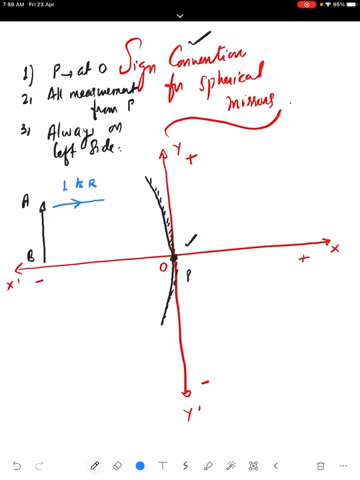 7:59 AM Fri 23 Apr
Sign Convention
for spherical
mirrors.
1) P → at O
2, All measurement
from P
3, Always on
left side.
Y +
A
L to R
B
X' -
O
P
+ X
-
Y'
T